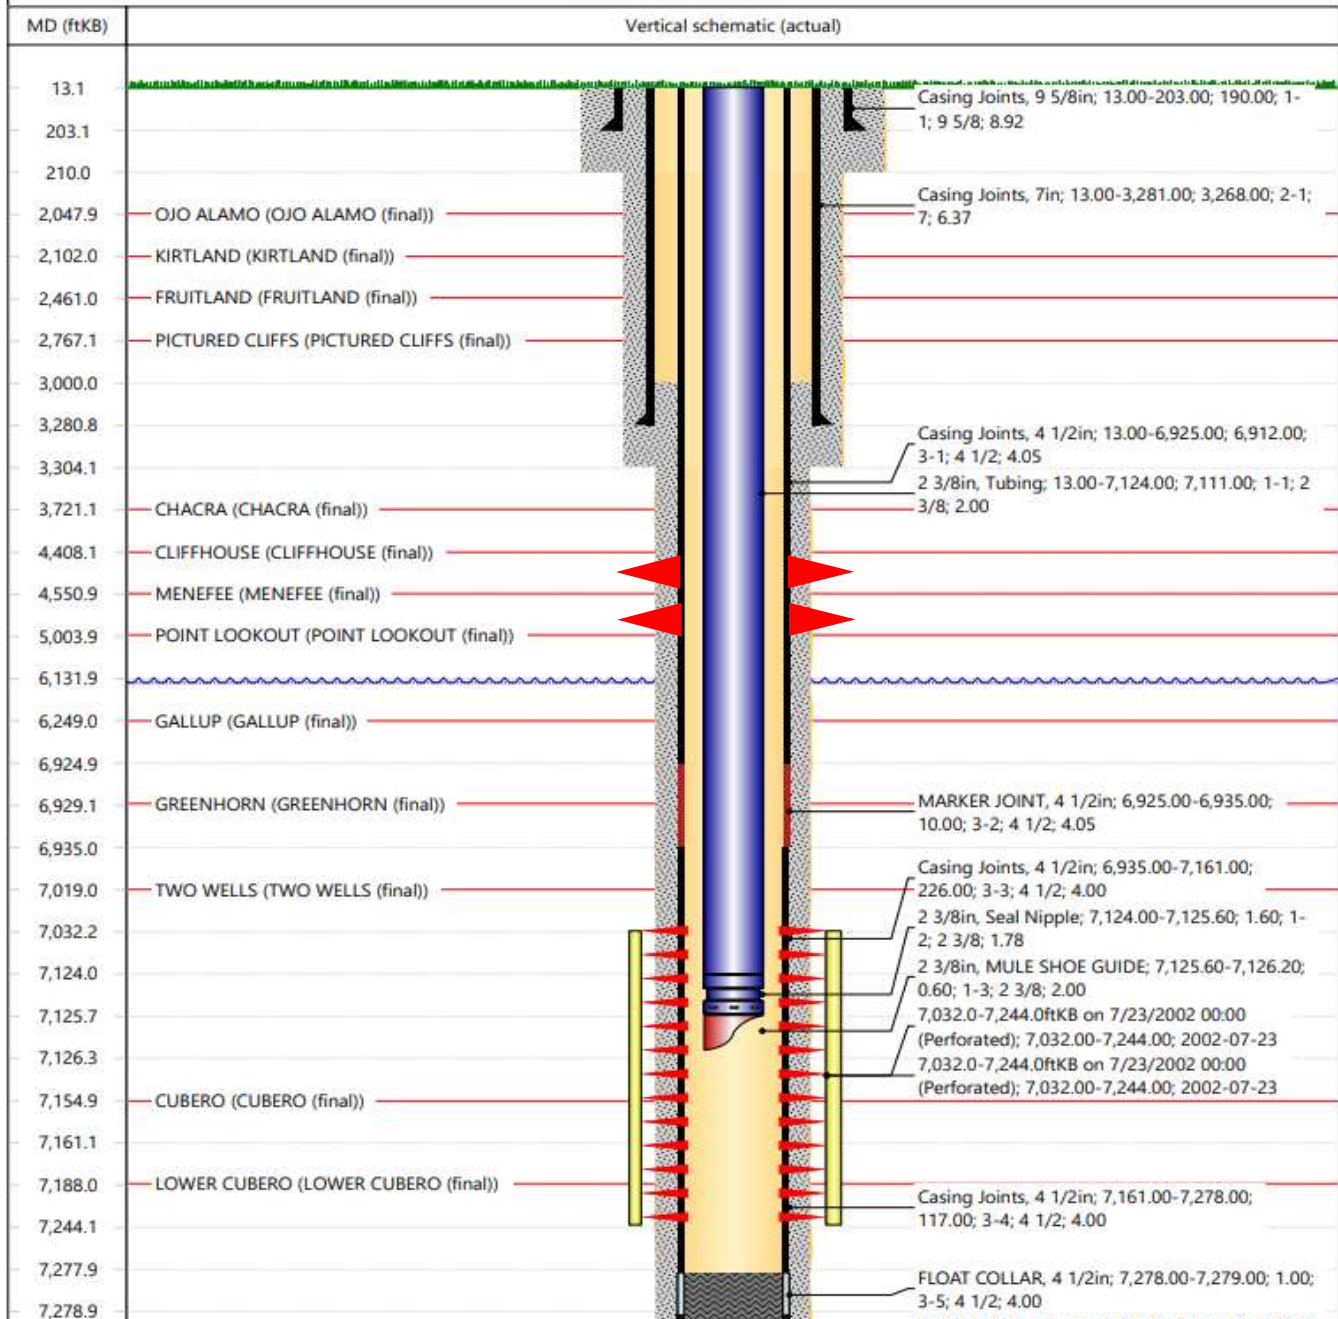 MD (ftKB)
Vertical schematic (actual)
13.1
Casing Joints, 9 5/8in; 13.00-203.00; 190.00; 1-
1; 9 5/8; 8.92
203.1
210.0
Casing Joints, 7in; 13.00-3,281.00; 3,268.00; 2-1;
7; 6.37
2,047.9
OJO ALAMO (OJO ALAMO (final))
2,102.0
KIRTLAND (KIRTLAND (final))
2,461.0
FRUITLAND (FRUITLAND (final))
2,767.1
PICTURED CLIFFS (PICTURED CLIFFS (final))
3,000.0
3,280.8
Casing Joints, 4 1/2in; 13.00-6,925.00; 6,912.00;
3-1; 4 1/2; 4.05
3,304.1
2 3/8in, Tubing; 13.00-7,124.00; 7,111.00; 1-1; 2
3/8; 2.00
3,721.1
CHACRA (CHACRA (final))
4,408.1
CLIFFHOUSE (CLIFFHOUSE (final))
4,550.9
MENEFEE (MENEFEE (final))
5,003.9
POINT LOOKOUT (POINT LOOKOUT (final))
6,131.9
6,249.0
GALLUP (GALLUP (final))
6,924.9
6,929.1
GREENHORN (GREENHORN (final))
MARKER JOINT, 4 1/2in; 6,925.00-6,935.00;
10.00; 3-2; 4 1/2; 4.05
6,935.0
Casing Joints, 4 1/2in; 6,935.00-7,161.00;
226.00; 3-3; 4 1/2; 4.00
7,019.0
TWO WELLS (TWO WELLS (final))
2 3/8in, Seal Nipple; 7,124.00-7,125.60; 1.60; 1-
2; 2 3/8; 1.78
7,032.2
2 3/8in, MULE SHOE GUIDE; 7,125.60-7,126.20;
0.60; 1-3; 2 3/8; 2.00
7,124.0
7,032.0-7,244.0ftKB on 7/23/2002 00:00
(Perforated); 7,032.00-7,244.00; 2002-07-23
7,125.7
7,032.0-7,244.0ftKB on 7/23/2002 00:00
(Perforated); 7,032.00-7,244.00; 2002-07-23
7,126.3
7,154.9
CUBERO (CUBERO (final))
7,161.1
7,188.0
LOWER CUBERO (LOWER CUBERO (final))
Casing Joints, 4 1/2in; 7,161.00-7,278.00;
117.00; 3-4; 4 1/2; 4.00
7,244.1
7,277.9
FLOAT COLLAR, 4 1/2in; 7,278.00-7,279.00; 1.00;
3-5; 4 1/2; 4.00
7,278.9